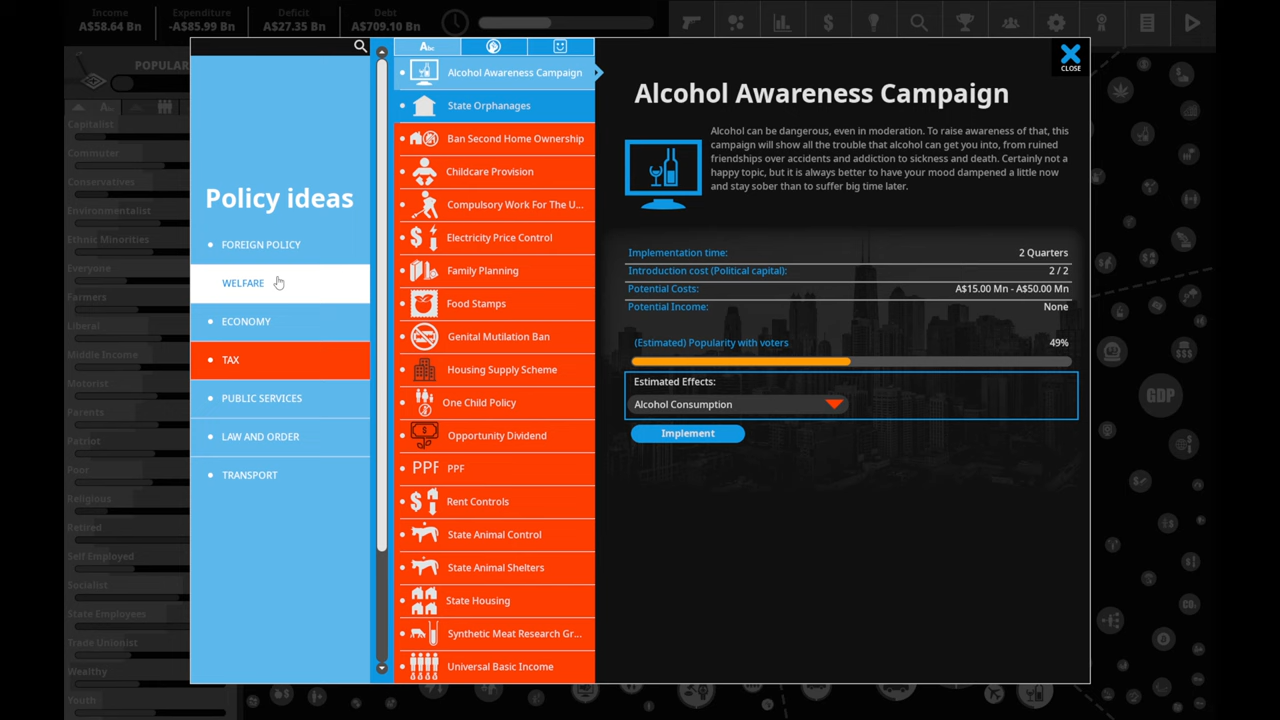 Income
Expenditure
Deficit
Debt
A$58.64 Bn
-A$85.99 Bn
A$27.35 Bn
A$709.10 Bn
POPULAR
Capitalist
Commuter
Conservatives
Environmentalist
Ethnic Minorities
Everyone
Farmers
Liberal
Middle Income
Motorist
Parents
Patriot
Poor
Religious
Retired
Self Employed
Socialist
State Employees
Trade Unionist
Wealthy
Youth
Policy ideas
FOREIGN POLICY
WELFARE
ECONOMY
TAX
PUBLIC SERVICES
LAW AND ORDER
TRANSPORT
ABC
Alcohol Awareness Campaign
State Orphanages
Ban Second Home Ownership
Childcare Provision
Compulsory Work For The U...
Electricity Price Control
Family Planning
Food Stamps
Genital Mutilation Ban
Housing Supply Scheme
One Child Policy
Opportunity Dividend
PPF PPF
Rent Controls
State Animal Control
State Animal Shelters
State Housing
Synthetic Meat Research Gr...
Universal Basic Income
CLOSE
Alcohol Awareness Campaign
Alcohol can be dangerous, even in moderation. To raise awareness of that, this
campaign will show all the trouble that alcohol can get you into, from ruined
friendships over accidents and addiction to sickness and death. Certainly not a
happy topic, but it is always better to have your mood dampened a little now
and stay sober than to suffer big time later.
Implementation time: 2 Quarters
Introduction cost (Political capital): 2 / 2
Potential Costs: A$15.00 Mn - A$50.00 Mn
Potential Income: None
(Estimated) Popularity with voters 49%
Estimated Effects:
Alcohol Consumption
Implement
GDP